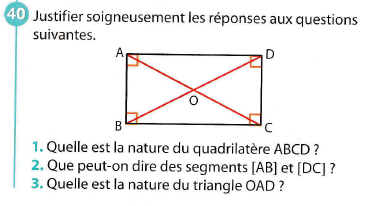 40 Justifier soigneusement les réponses aux questions
suivantes.
A D
O
B C
1. Quelle est la nature du quadrilatère ABCD ?
2. Que peut-on dire des segments [AB] et [DC] ?
3. Quelle est la nature du triangle OAD ?